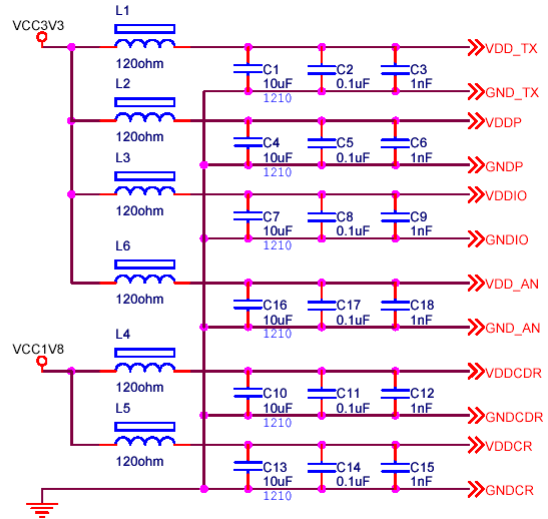 L1
VCC3V3
VDD_TX
120ohm
C1 C2 C3
10uF 0.1uF 1nF
1210
GND_TX
L2
VDDP
120ohm
C4 C5 C6
10uF 0.1uF 1nF
1210
GNDP
L3
VDDIO
120ohm
C7 C8 C9
10uF 0.1uF 1nF
1210
GNDIO
L6
VDD_AN
120ohm
C16 C17 C18
10uF 0.1uF 1nF
1210
GND_AN
L4
VCC1V8
VDDCDR
120ohm
C10 C11 C12
10uF 0.1uF 1nF
1210
GNDCDR
L5
VDDCR
120ohm
C13 C14 C15
10uF 0.1uF 1nF
1210
GNDCR